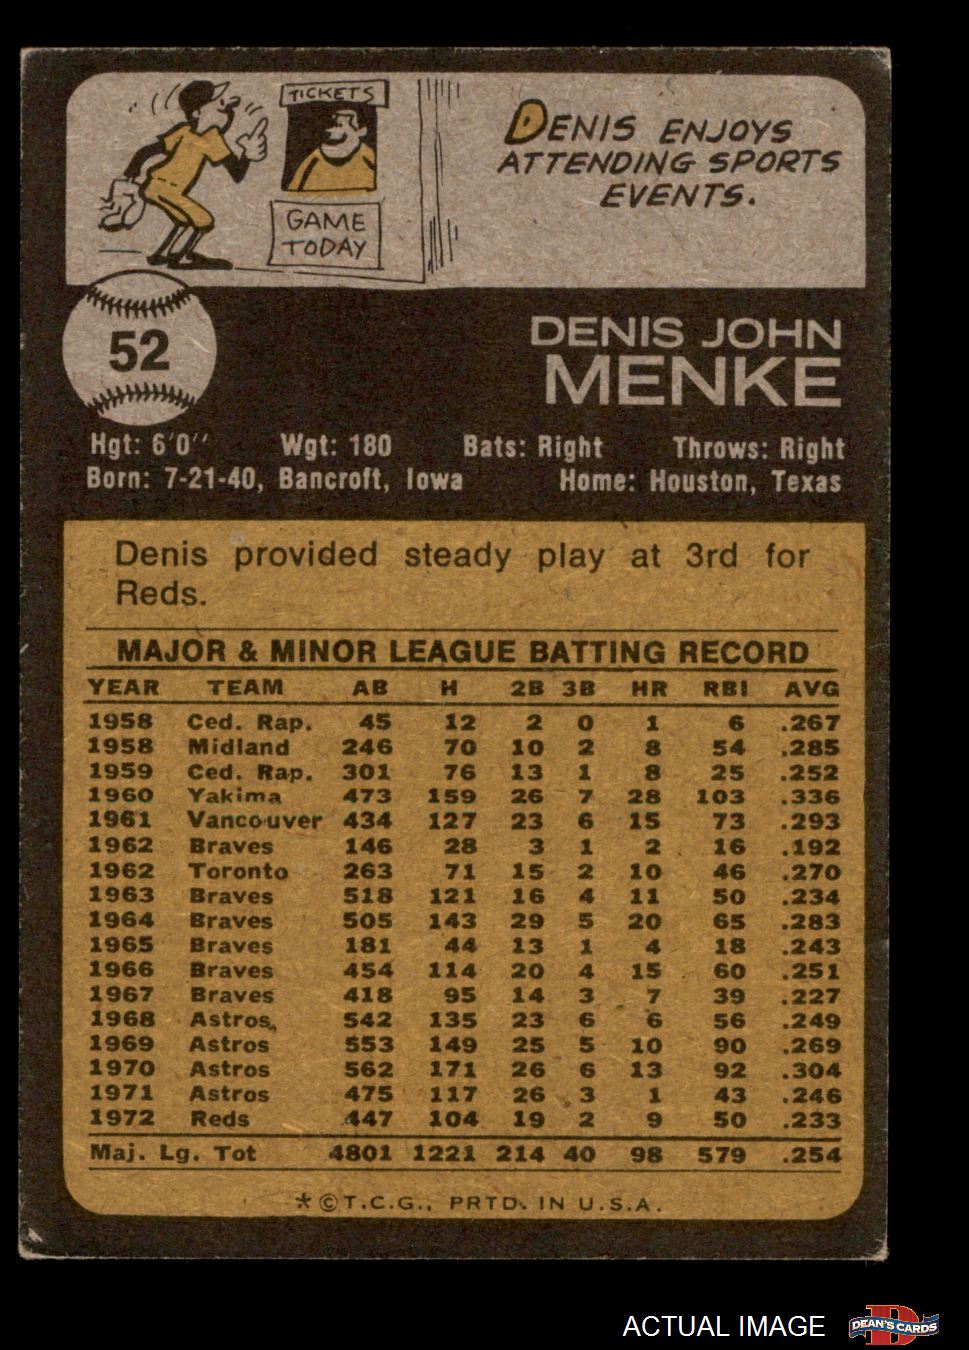 TICKETS
GAME
TODAY
DENIS ENJOYS
ATTENDING SPORTS
EVENTS.
52
DENIS JOHN
MENKE
Hgt: 6'0'' Wgt: 180 Bats: Right Throws: Right
Born: 7-21-40, Bancroft, Iowa Home: Houston, Texas
Denis provided steady play at 3rd for
Reds.
MAJOR & MINOR LEAGUE BATTING RECORD
YEAR TEAM AB H 2B 3B HR RBI AVG
1958 Ced. Rap. 45 12 2 0 1 6 .267
1958 Midland 246 70 10 2 8 54 .285
1959 Ced. Rap. 301 76 13 1 8 25 .252
1960 Yakima 473 159 26 7 28 103 .336
1961 Vancouver 434 127 23 6 15 73 .293
1962 Braves 146 28 3 1 2 16 .192
1962 Toronto 263 71 15 2 10 46 .270
1963 Braves 518 121 16 4 11 50 .234
1964 Braves 505 143 29 5 20 65 .283
1965 Braves 181 44 13 1 4 18 .243
1966 Braves 454 114 20 4 15 60 .251
1967 Braves 418 95 14 3 7 39 .227
1968 Astros 542 135 23 6 6 56 .249
1969 Astros 553 149 25 5 10 90 .269
1970 Astros 562 171 26 6 13 92 .304
1971 Astros 475 117 26 3 1 43 .246
1972 Reds 447 104 19 2 9 50 .233
Maj. Lg. Tot 4801 1221 214 40 98 579 .254
*©T.C.G., PRTD. IN U.S.A.
ACTUAL IMAGE
D
DEAN'S CARDS